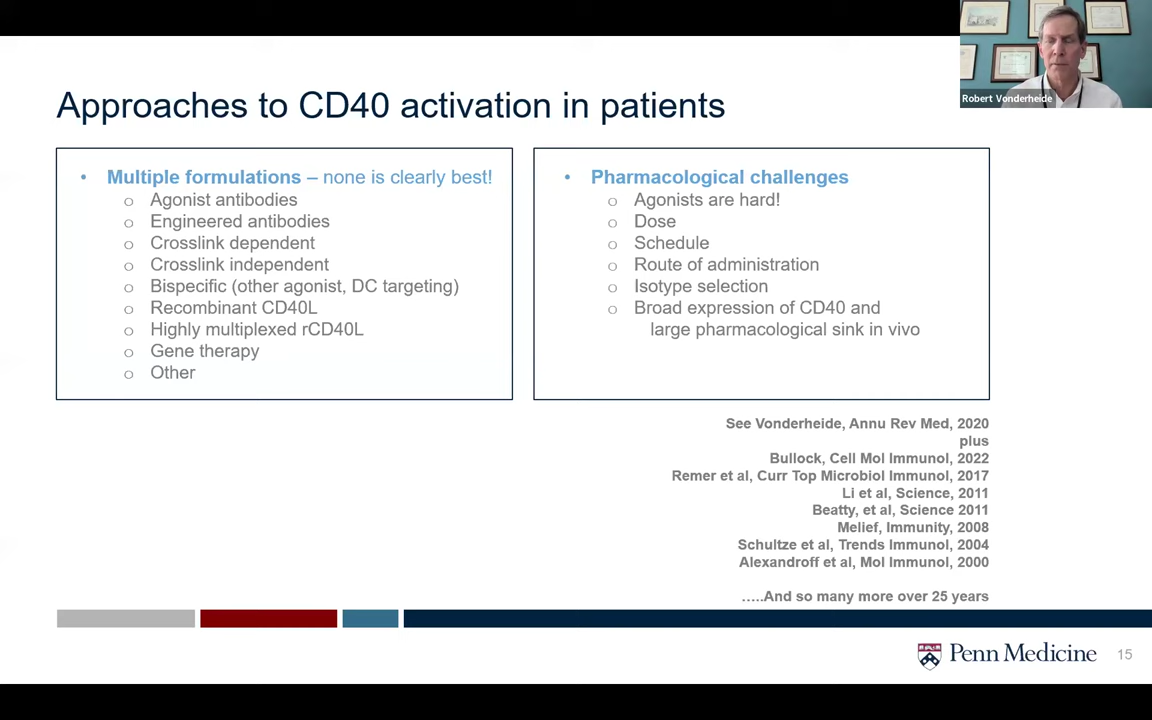 Robert Vonderheide
Approaches to CD40 activation in patients
• Multiple formulations – none is clearly best!
o Agonist antibodies
o Engineered antibodies
o Crosslink dependent
o Crosslink independent
o Bispecific (other agonist, DC targeting)
o Recombinant CD40L
o Highly multiplexed rCD40L
o Gene therapy
o Other
• Pharmacological challenges
o Agonists are hard!
o Dose
o Schedule
o Route of administration
o Isotype selection
o Broad expression of CD40 and
large pharmacological sink in vivo
See Vonderheide, Annu Rev Med, 2020
plus
Bullock, Cell Mol Immunol, 2022
Remer et al, Curr Top Microbiol Immunol, 2017
Li et al, Science, 2011
Beatty, et al, Science 2011
Melief, Immunity, 2008
Schultze et al, Trends Immunol, 2004
Alexandroff et al, Mol Immunol, 2000
…..And so many more over 25 years
Penn Medicine
15